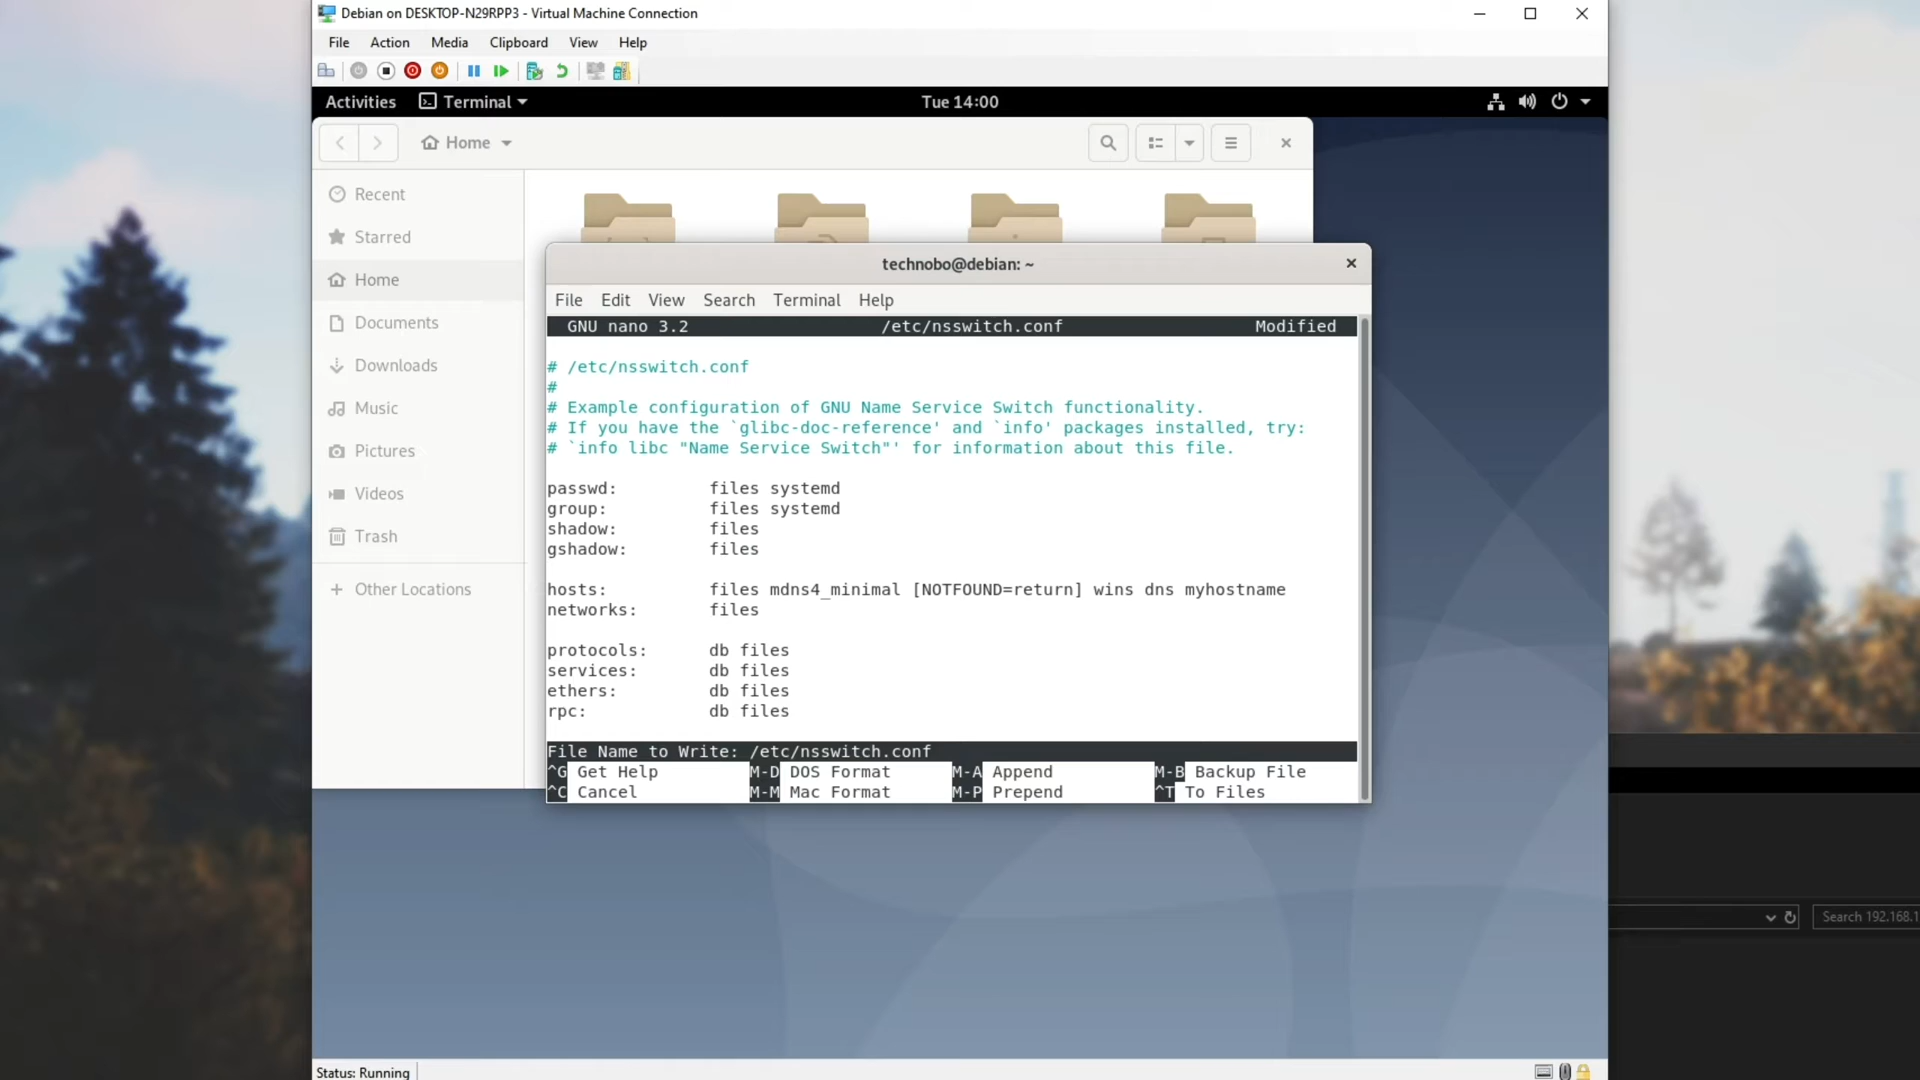 Debian on DESKTOP-N29RPP3 - Virtual Machine Connection
File Action Media Clipboard View Help
Activities Terminal Tue 14:00
Home
Recent
Starred
Home
Documents
Downloads
Music
Pictures
Videos
Trash
+ Other Locations
technobo@debian: ~
File Edit View Search Terminal Help
GNU nano 3.2 /etc/nsswitch.conf Modified
# /etc/nsswitch.conf
#
# Example configuration of GNU Name Service Switch functionality.
# If you have the `glibc-doc-reference' and `info' packages installed, try:
# `info libc "Name Service Switch"' for information about this file.
passwd: files systemd
group: files systemd
shadow: files
gshadow: files
hosts: files mdns4_minimal [NOTFOUND=return] wins dns myhostname
networks: files
protocols: db files
services: db files
ethers: db files
rpc: db files
File Name to Write: /etc/nsswitch.conf
^G Get Help M-D DOS Format M-A Append M-B Backup File
^C Cancel M-M Mac Format M-P Prepend ^T To Files
Search 192.168.1
Status: Running